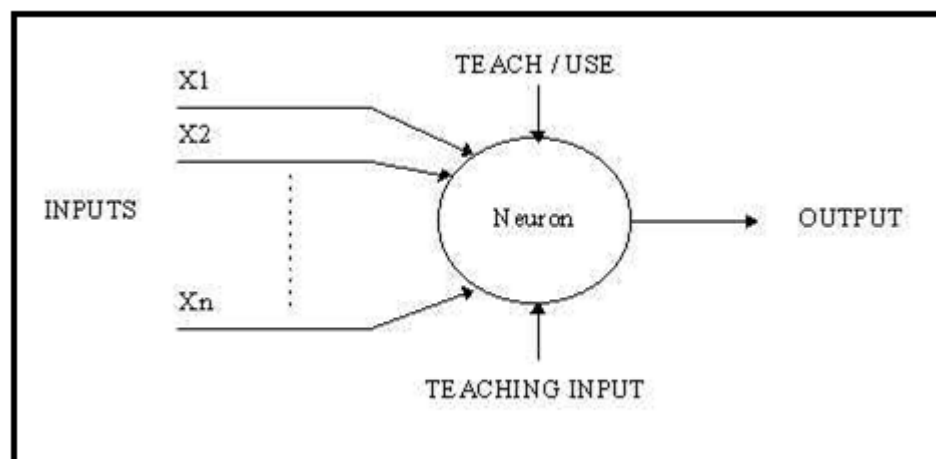 TEACH / USE
X1
X2
INPUTS
Neuron
OUTPUT
Xn
TEACHING INPUT